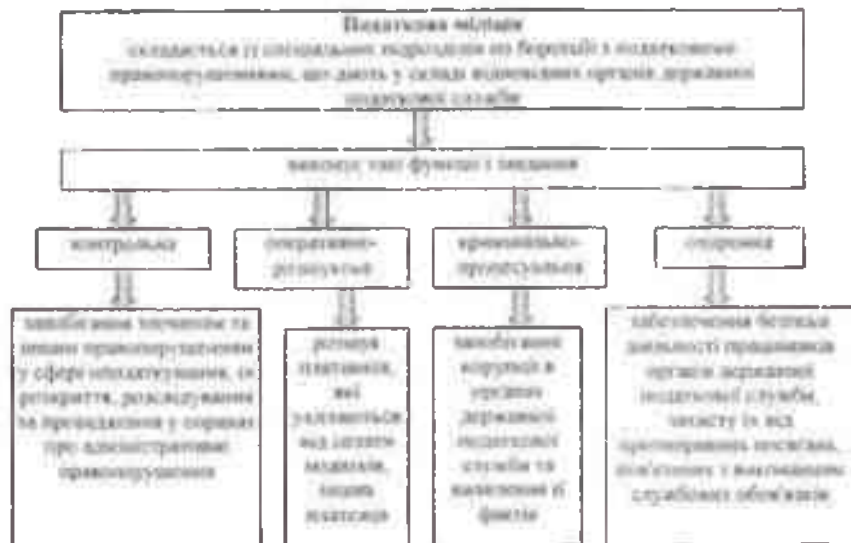 Податкова міліція
складається із спеціальних підрозділів по боротьбі з податковими
правопорушеннями, що діють у складі відповідних органів державної
податкової служби
виконує такі функції і завдання
контрольна
оперативно-
розшукова
кримінально-
процесуальна
охоронна
запобігання злочинам та
іншим правопорушенням
у сфері оподаткування, їх
розкриття, розслідування
та провадження у справах
про адміністративні
правопорушення
розшук
платників,
які
ухиляються
від сплати
податків,
інших
платежів
запобігання
корупції в
органах
державної
податкової
служби та
виявлення її
фактів
забезпечення безпеки
діяльності працівників
органів державної
податкової служби,
захисту їх від
протиправних посягань,
пов'язаних з виконанням
службових обов'язків